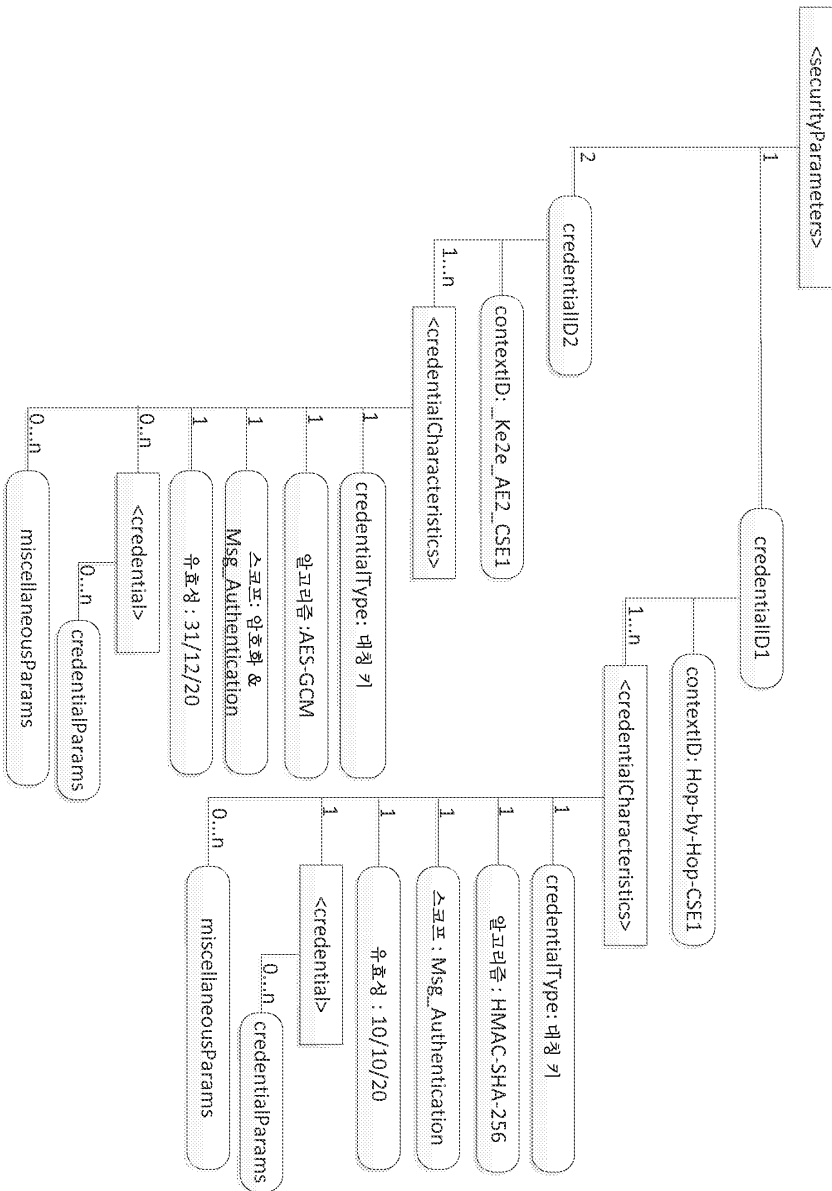 <securityParameters>
1
credentialID1
contextID: Hop-by-Hop-CSE1
1...n
<credentialCharacteristics>
1
credentialType: 대칭 키
1
알고리즘 : HMAC-SHA-256
1
스코프 : Msg_Authentication
1
유효성 : 10/10/20
1
<credential>
0...n
credentialParams
0...n
miscellaneousParams
2
credentialID2
contextID: _Ke2e_AE2_CSE1
1...n
<credentialCharacteristics>
1
credentialType: 대칭 키
1
알고리즘 :AES-GCM
1
스코프: 암호화 &
Msg_Authentication
1
유효성 : 31/12/20
0...n
<credential>
0...n
credentialParams
0...n
miscellaneousParams